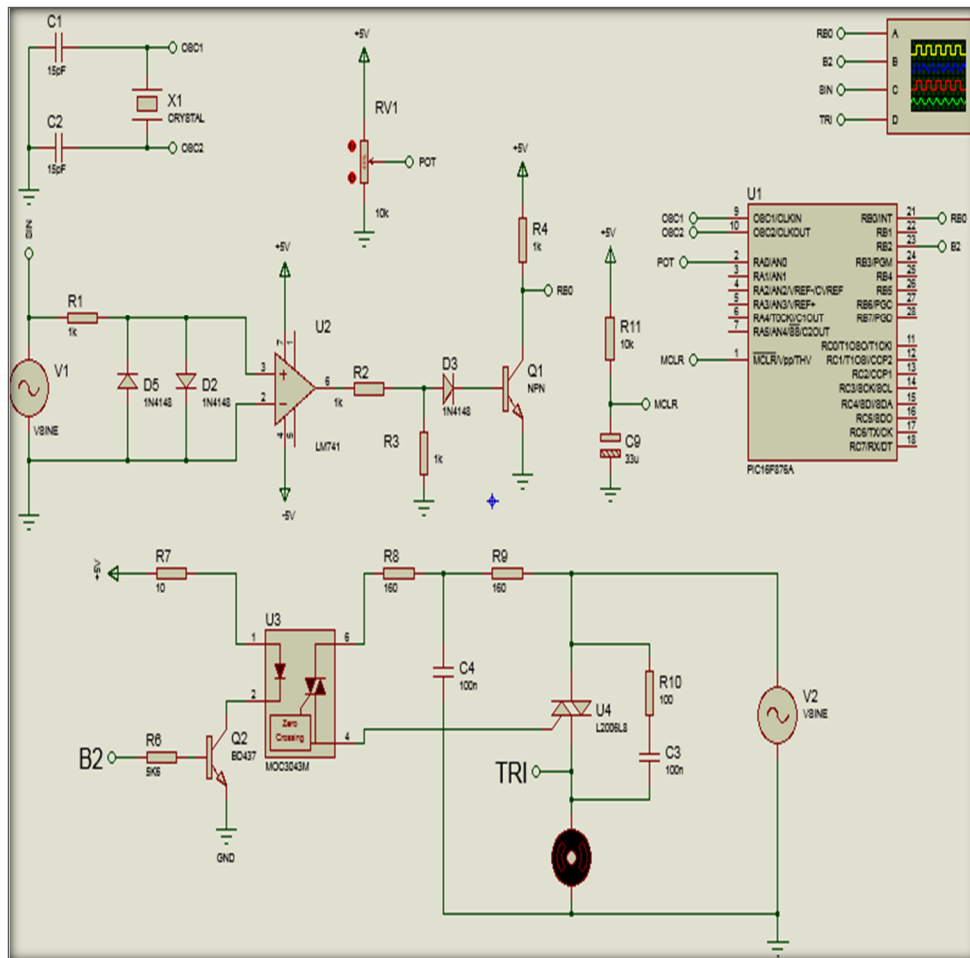 C1
15pF
OSC1
X1
CRYSTAL
C2
15pF
OSC2
+5V
RV1
POT
10k
RB0
B2
SIN
TRI
A
B
C
D
SIN
R1
1k
V1
VSINE
D5
1N4148
D2
1N4148
+5V
U2
3
2
6
7
1
4
5
LM741
-5V
R2
1k
R3
1k
D3
1N4148
+5V
R4
1k
RB0
Q1
NPN
+5V
R11
10k
MCLR
C9
33u
U1
OSC1 9 OSC1/CLKIN
OSC2 10 OSC2/CLKOUT
POT 2 RA0/AN0
3 RA1/AN1
4 RA2/AN2/VREF-/CVREF
5 RA3/AN3/VREF+
6 RA4/T0CKI/C1OUT
7 RA5/AN4/SS/C2OUT
MCLR 1 MCLR/Vpp/THV
RB0/INT 21 RB0
RB1 22
RB2 23 B2
RB3/PGM 24
RB4 25
RB5 26
RB6/PGC 27
RB7/PGD 28
RC0/T1OSO/T1CKI 11
RC1/T1OSI/CCP2 12
RC2/CCP1 13
RC3/SCK/SCL 14
RC4/SDI/SDA 15
RC5/SDO 16
RC6/TX/CK 17
RC7/RX/DT 18
PIC16F876A
+5V
R7
10
U3
1
2
6
4
Zero
Crossing
MOC3043M
B2
R6
5K6
Q2
BD437
GND
R8
160
R9
160
C4
100n
U4
L2006L8
R10
100
C3
100n
TRI
V2
VSINE